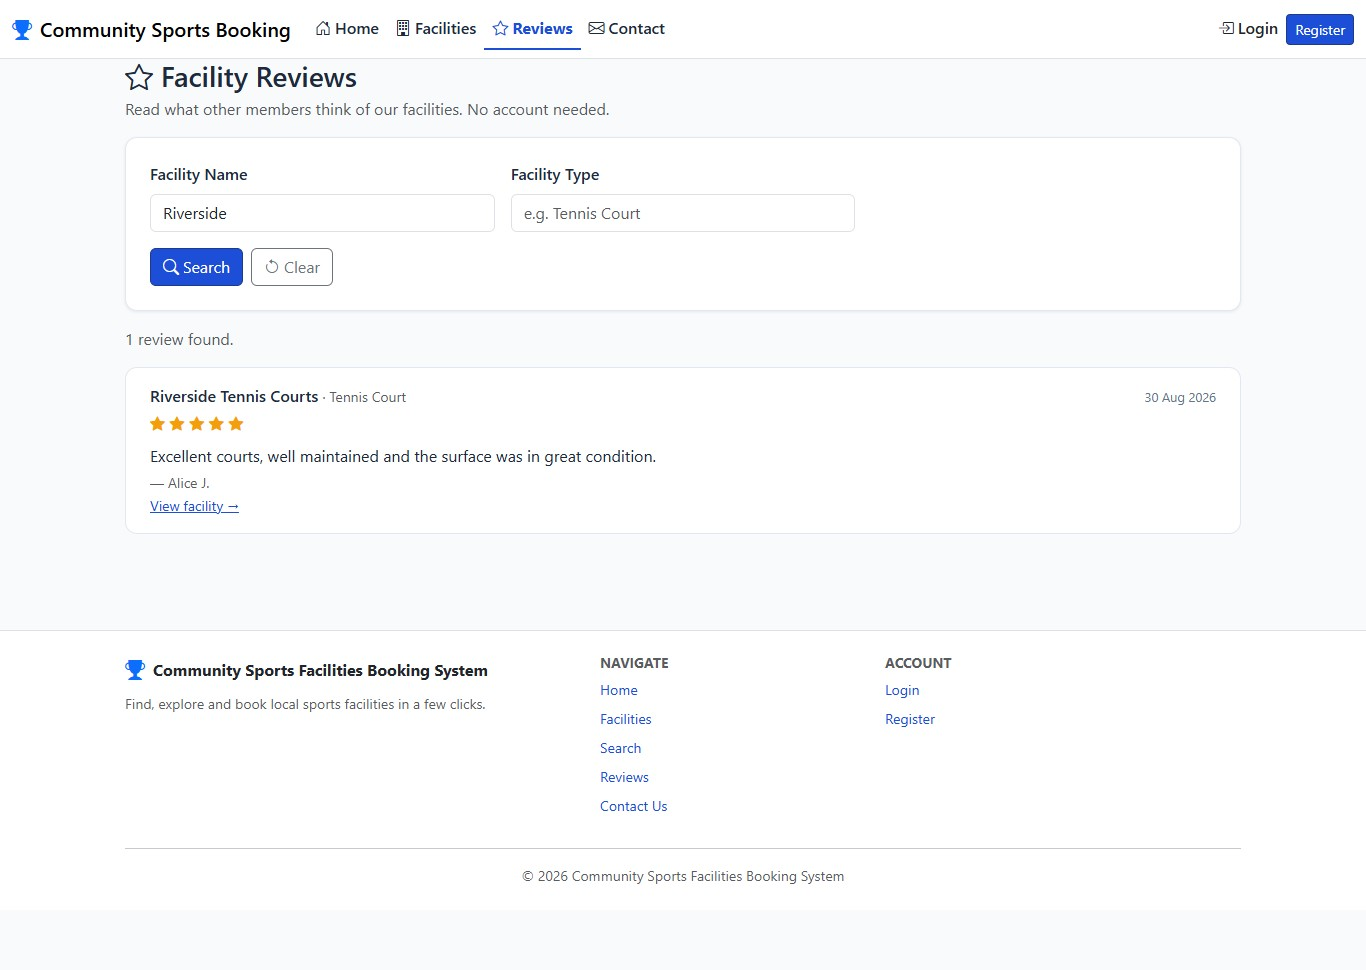 Community Sports Booking Home Facilities Reviews Contact Login Register
Facility Reviews
Read what other members think of our facilities. No account needed.
Facility Name Facility Type
Riverside e.g. Tennis Court
Search Clear
1 review found.
Riverside Tennis Courts · Tennis Court 30 Aug 2026
Excellent courts, well maintained and the surface was in great condition.
— Alice J.
View facility →
Community Sports Facilities Booking System
Find, explore and book local sports facilities in a few clicks.
NAVIGATE
Home
Facilities
Search
Reviews
Contact Us
ACCOUNT
Login
Register
© 2026 Community Sports Facilities Booking System